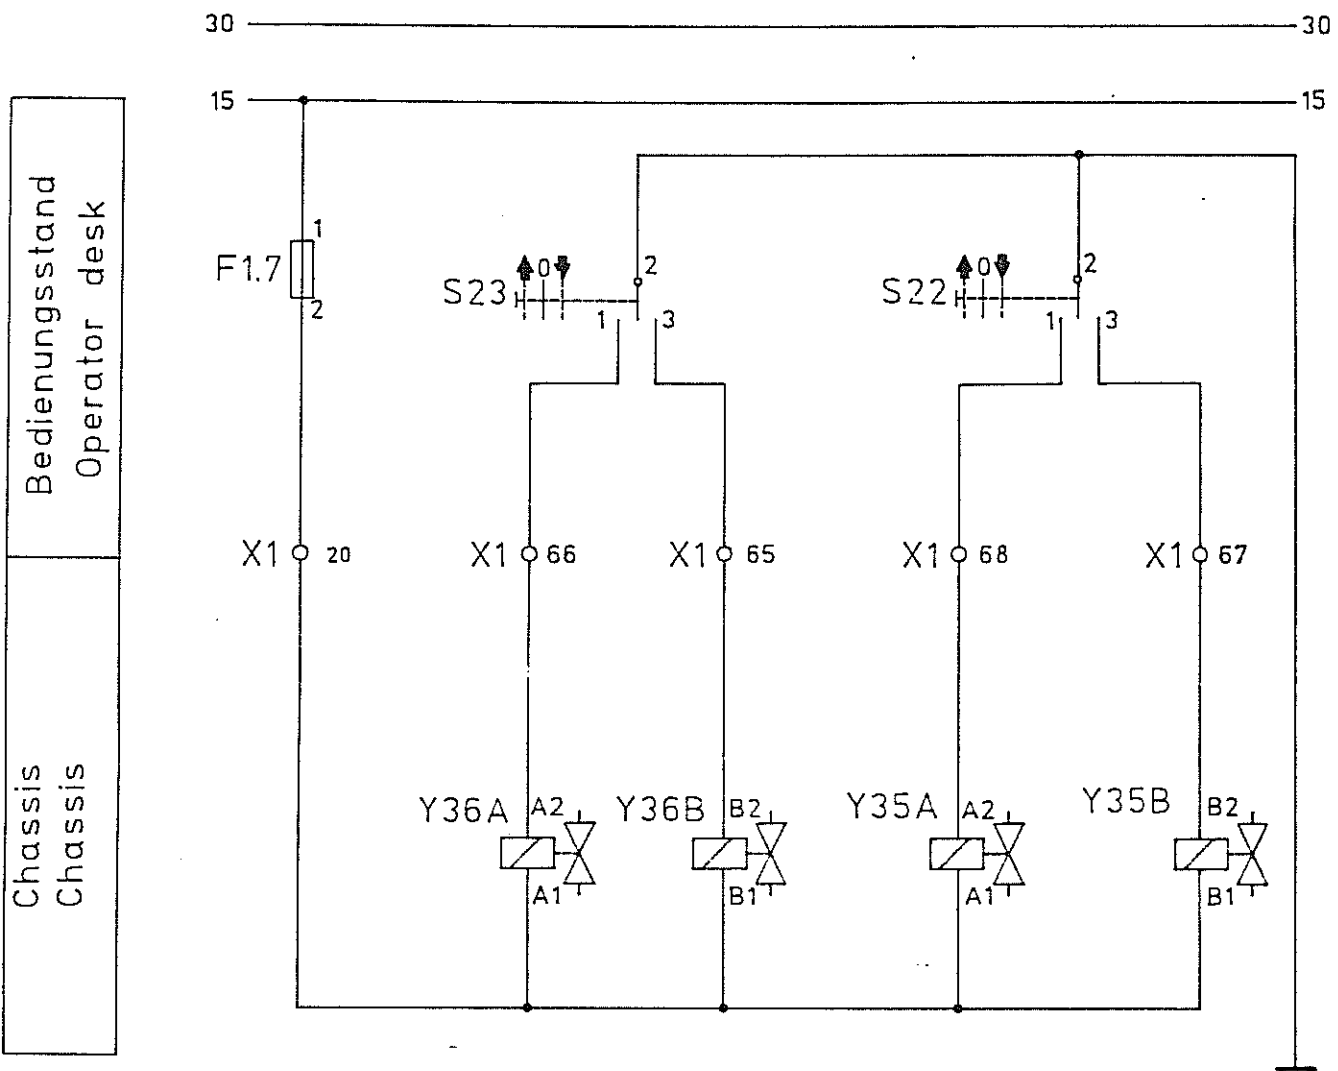 30 30
15 15
Bedienungsstand
Operator desk
F1.7 1 2
S23 0 2 1 3
S22 0 2 1 3
X1 20
X1 66
X1 65
X1 68
X1 67
Chassis
Chassis
Y36A A2 A1
Y36B B2 B1
Y35A A2 A1
Y35B B2 B1